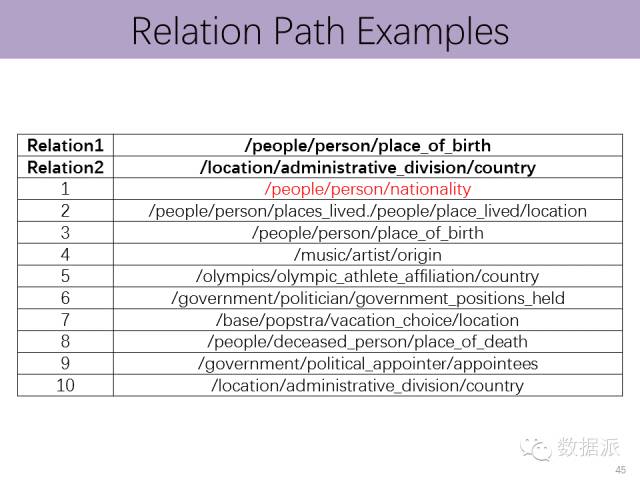 Relation Path Examples
Relation1 /people/person/place_of_birth
Relation2 /location/administrative_division/country
1 /people/person/nationality
2 /people/person/places_lived./people/place_lived/location
3 /people/person/place_of_birth
4 /music/artist/origin
5 /olympics/olympic_athlete_affiliation/country
6 /government/politician/government_positions_held
7 /base/popstra/vacation_choice/location
8 /people/deceased_person/place_of_death
9 /government/political_appointer/appointees
10 /location/administrative_division/country
数据派
45